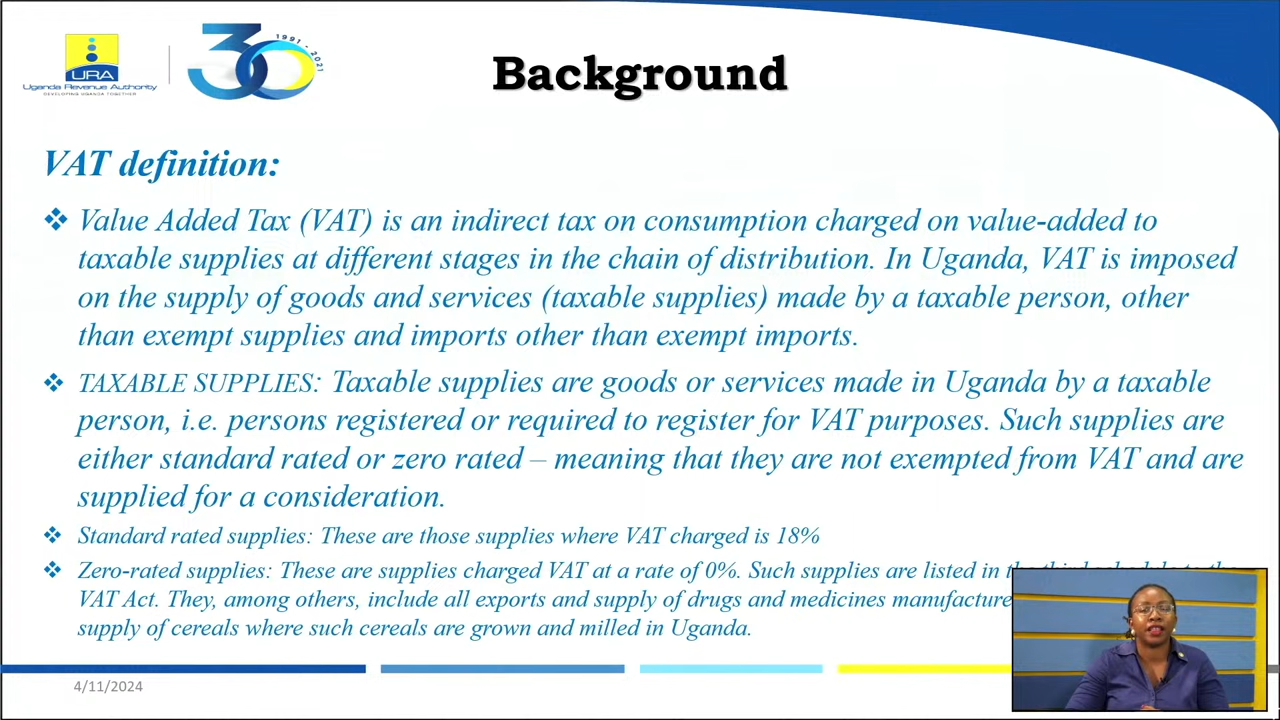 URA
Uganda Revenue Authority
DEVELOPING UGANDA TOGETHER
30
1991 - 2021
Background
VAT definition:
❖ Value Added Tax (VAT) is an indirect tax on consumption charged on value-added to
taxable supplies at different stages in the chain of distribution. In Uganda, VAT is imposed
on the supply of goods and services (taxable supplies) made by a taxable person, other
than exempt supplies and imports other than exempt imports.
❖ TAXABLE SUPPLIES: Taxable supplies are goods or services made in Uganda by a taxable
person, i.e. persons registered or required to register for VAT purposes. Such supplies are
either standard rated or zero rated – meaning that they are not exempted from VAT and are
supplied for a consideration.
❖ Standard rated supplies: These are those supplies where VAT charged is 18%
❖ Zero-rated supplies: These are supplies charged VAT at a rate of 0%. Such supplies are listed in
VAT Act. They, among others, include all exports and supply of drugs and medicines
supply of cereals where such cereals are grown and milled in Uganda.
4/11/2024